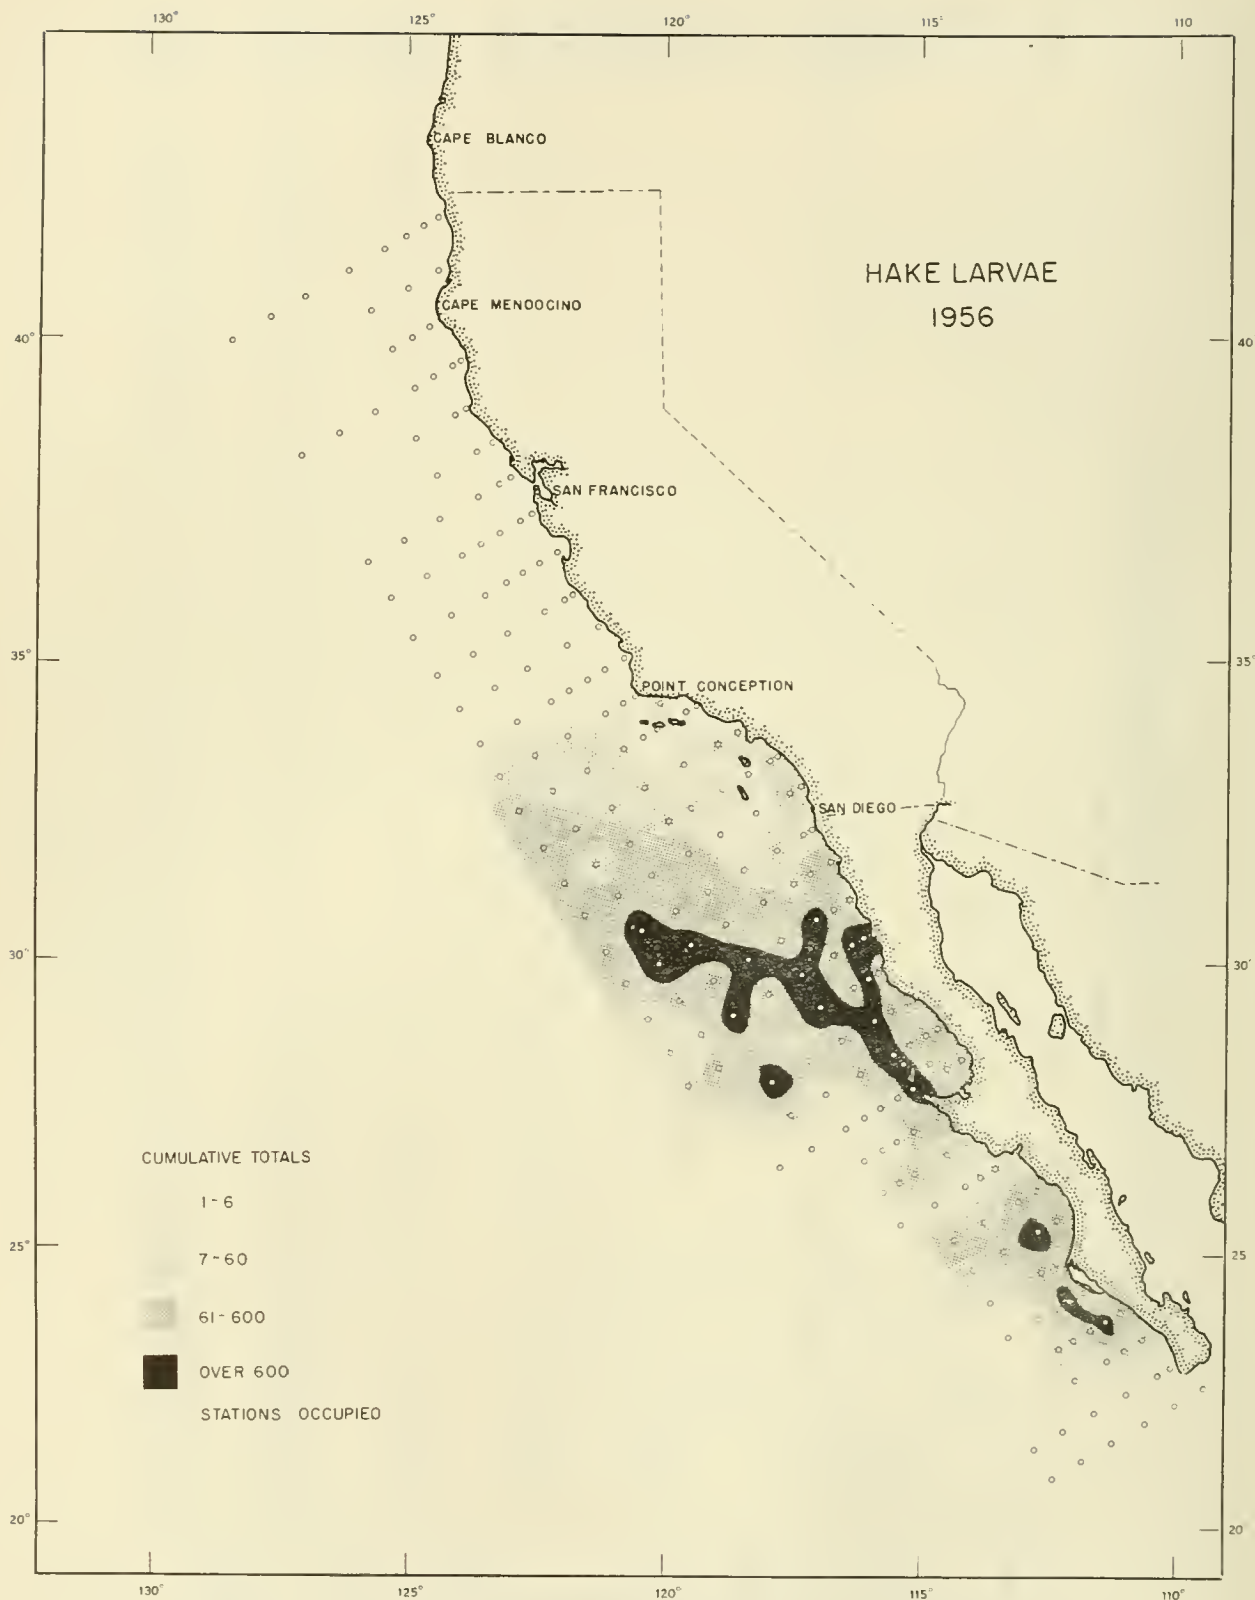 130° 125° 120° 115° 110
CAPE BLANCO
HAKE LARVAE
1956
CAPE MENDOCINO
40° 40
SAN FRANCISCO
35° 35°
POINT CONCEPTION
SAN DIEGO
30° 30°
CUMULATIVE TOTALS
1-6
7-60
61-600
OVER 600
STATIONS OCCUPIED
25° 25
20° 20°
130° 125° 120° 115° 110°